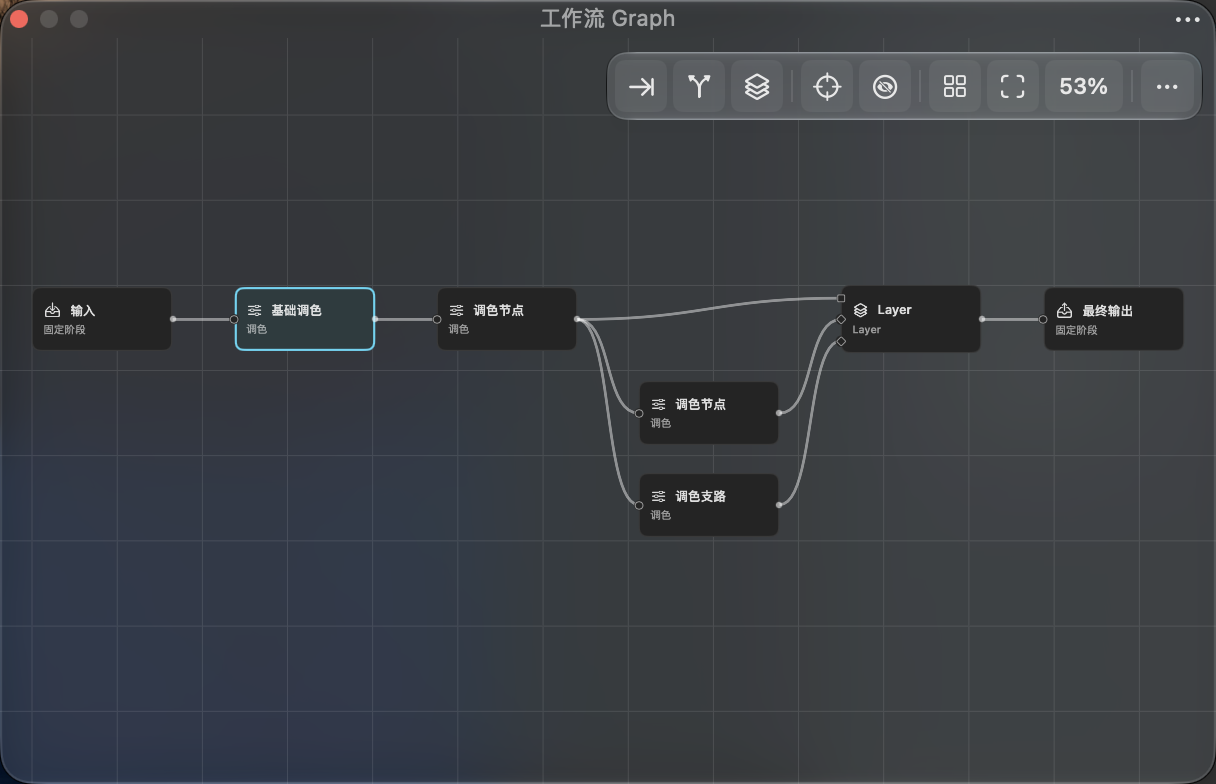 工作流 Graph
53%
输入
固定阶段
基础调色
调色
调色节点
调色
Layer
Layer
最终输出
固定阶段
调色节点
调色
调色支路
调色